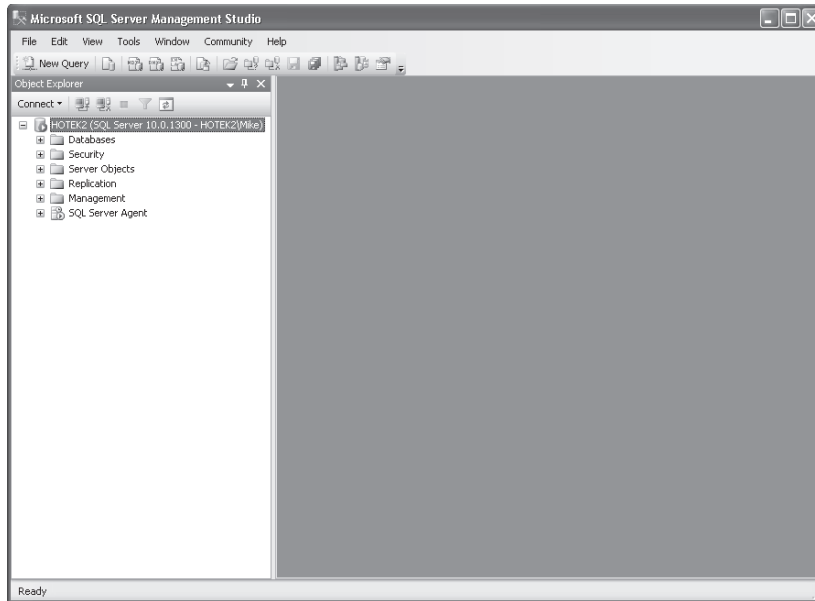 Microsoft SQL Server Management Studio
File Edit View Tools Window Community Help
New Query
Object Explorer
Connect
HOTEK2 (SQL Server 10.0.1300 - HOTEK2\Mike)
Databases
Security
Server Objects
Replication
Management
SQL Server Agent
Ready